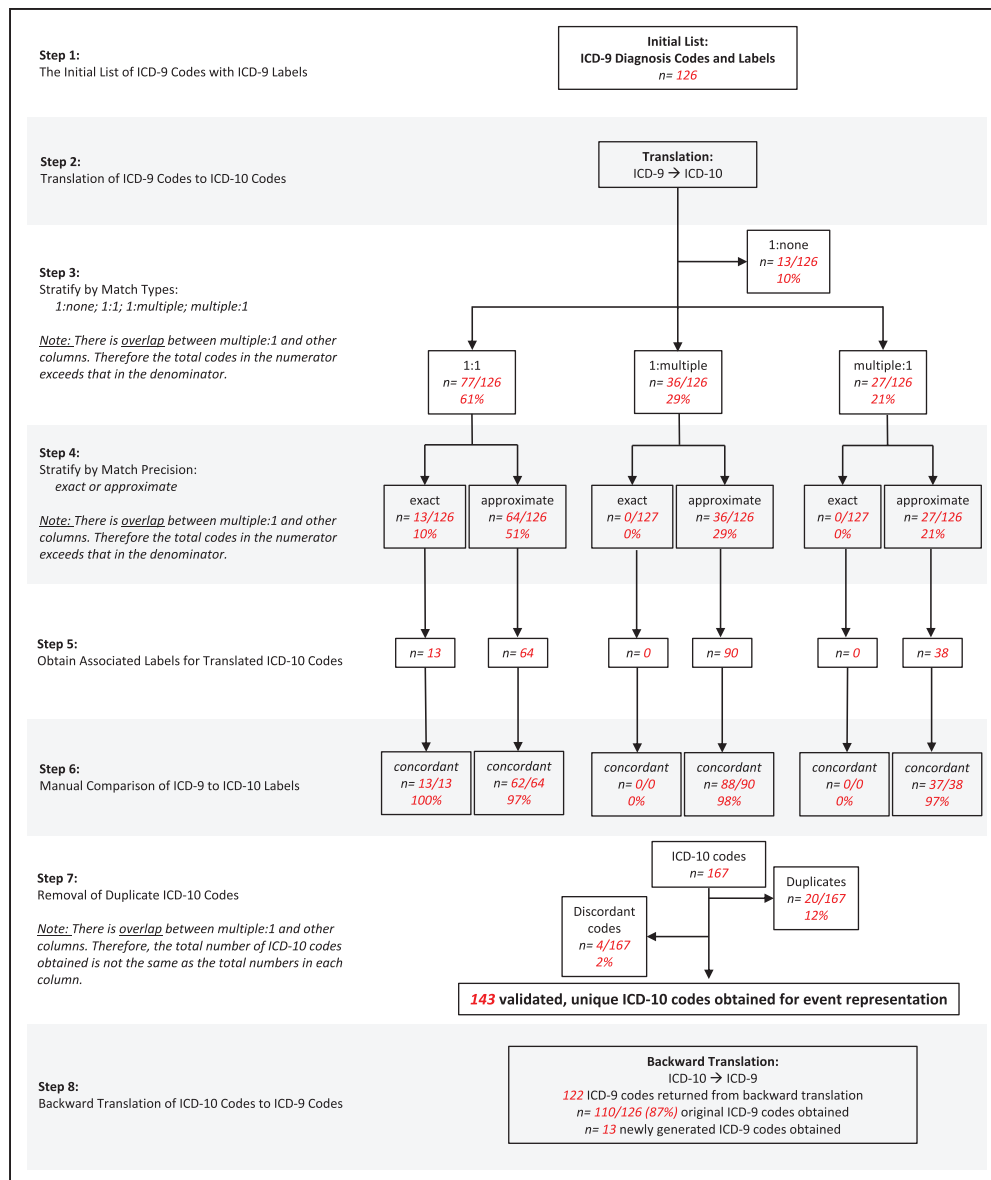 Step 1:
The Initial List of ICD-9 Codes with ICD-9 Labels
Initial List:
ICD-9 Diagnosis Codes and Labels
n= 126
Step 2:
Translation of ICD-9 Codes to ICD-10 Codes
Translation:
ICD-9 → ICD-10
Step 3:
Stratify by Match Types:
1:none; 1:1; 1:multiple; multiple:1
Note: There is overlap between multiple:1 and other
columns. Therefore the total codes in the numerator
exceeds that in the denominator.
1:none
n= 13/126
10%
1:1
n= 77/126
61%
1:multiple
n= 36/126
29%
multiple:1
n= 27/126
21%
Step 4:
Stratify by Match Precision:
exact or approximate
Note: There is overlap between multiple:1 and other
columns. Therefore the total codes in the numerator
exceeds that in the denominator.
exact
n= 13/126
10%
approximate
n= 64/126
51%
exact
n= 0/127
0%
approximate
n= 36/126
29%
exact
n= 0/127
0%
approximate
n= 27/126
21%
Step 5:
Obtain Associated Labels for Translated ICD-10 Codes
n= 13
n= 64
n= 0
n= 90
n= 0
n= 38
Step 6:
Manual Comparison of ICD-9 to ICD-10 Labels
concordant
n= 13/13
100%
concordant
n= 62/64
97%
concordant
n= 0/0
0%
concordant
n= 88/90
98%
concordant
n= 0/0
0%
concordant
n= 37/38
97%
Step 7:
Removal of Duplicate ICD-10 Codes
Note: There is overlap between multiple:1 and other
columns. Therefore, the total number of ICD-10 codes
obtained is not the same as the total numbers in each
column.
ICD-10 codes
n= 167
Duplicates
n= 20/167
12%
Discordant
codes
n= 4/167
2%
143 validated, unique ICD-10 codes obtained for event representation
Step 8:
Backward Translation of ICD-10 Codes to ICD-9 Codes
Backward Translation:
ICD-10 → ICD-9
122 ICD-9 codes returned from backward translation
n= 110/126 (87%) original ICD-9 codes obtained
n= 13 newly generated ICD-9 codes obtained